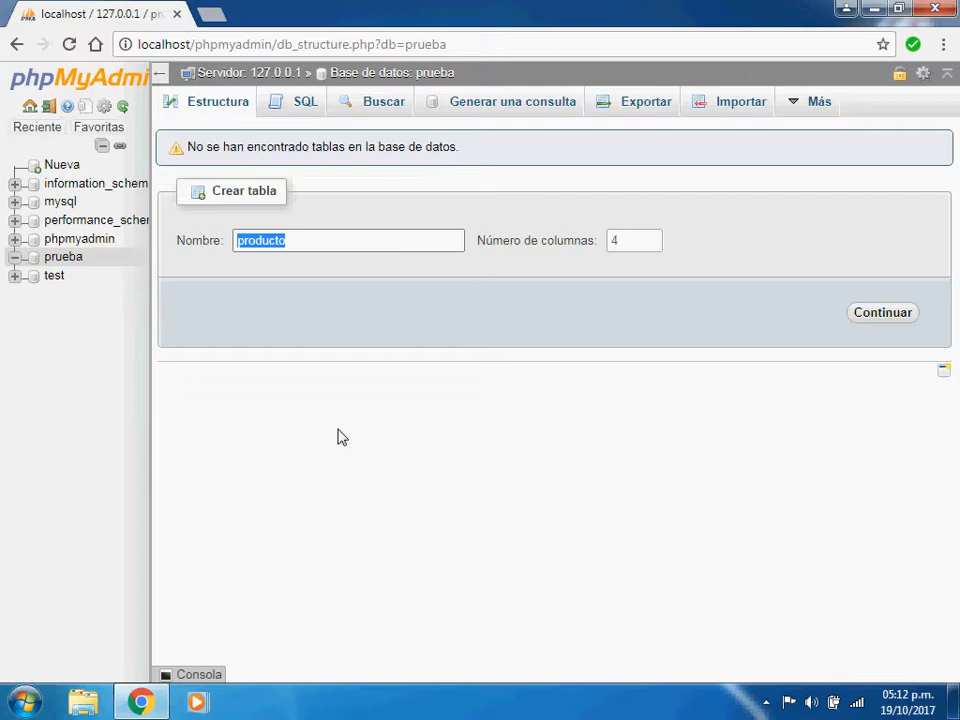 localhost / 127.0.0.1 / pr
localhost/phpmyadmin/db_structure.php?db=prueba
phpMyAdmi
Servidor: 127.0.0.1 » Base de datos: prueba
Estructura SQL Buscar Generar una consulta Exportar Importar Más
Reciente Favoritas
Nueva
information_schem
mysql
performance_scher
phpmyadmin
prueba
test
No se han encontrado tablas en la base de datos.
Crear tabla
Nombre: producto Número de columnas: 4
Continuar
Consola
05:12 p.m.
19/10/2017